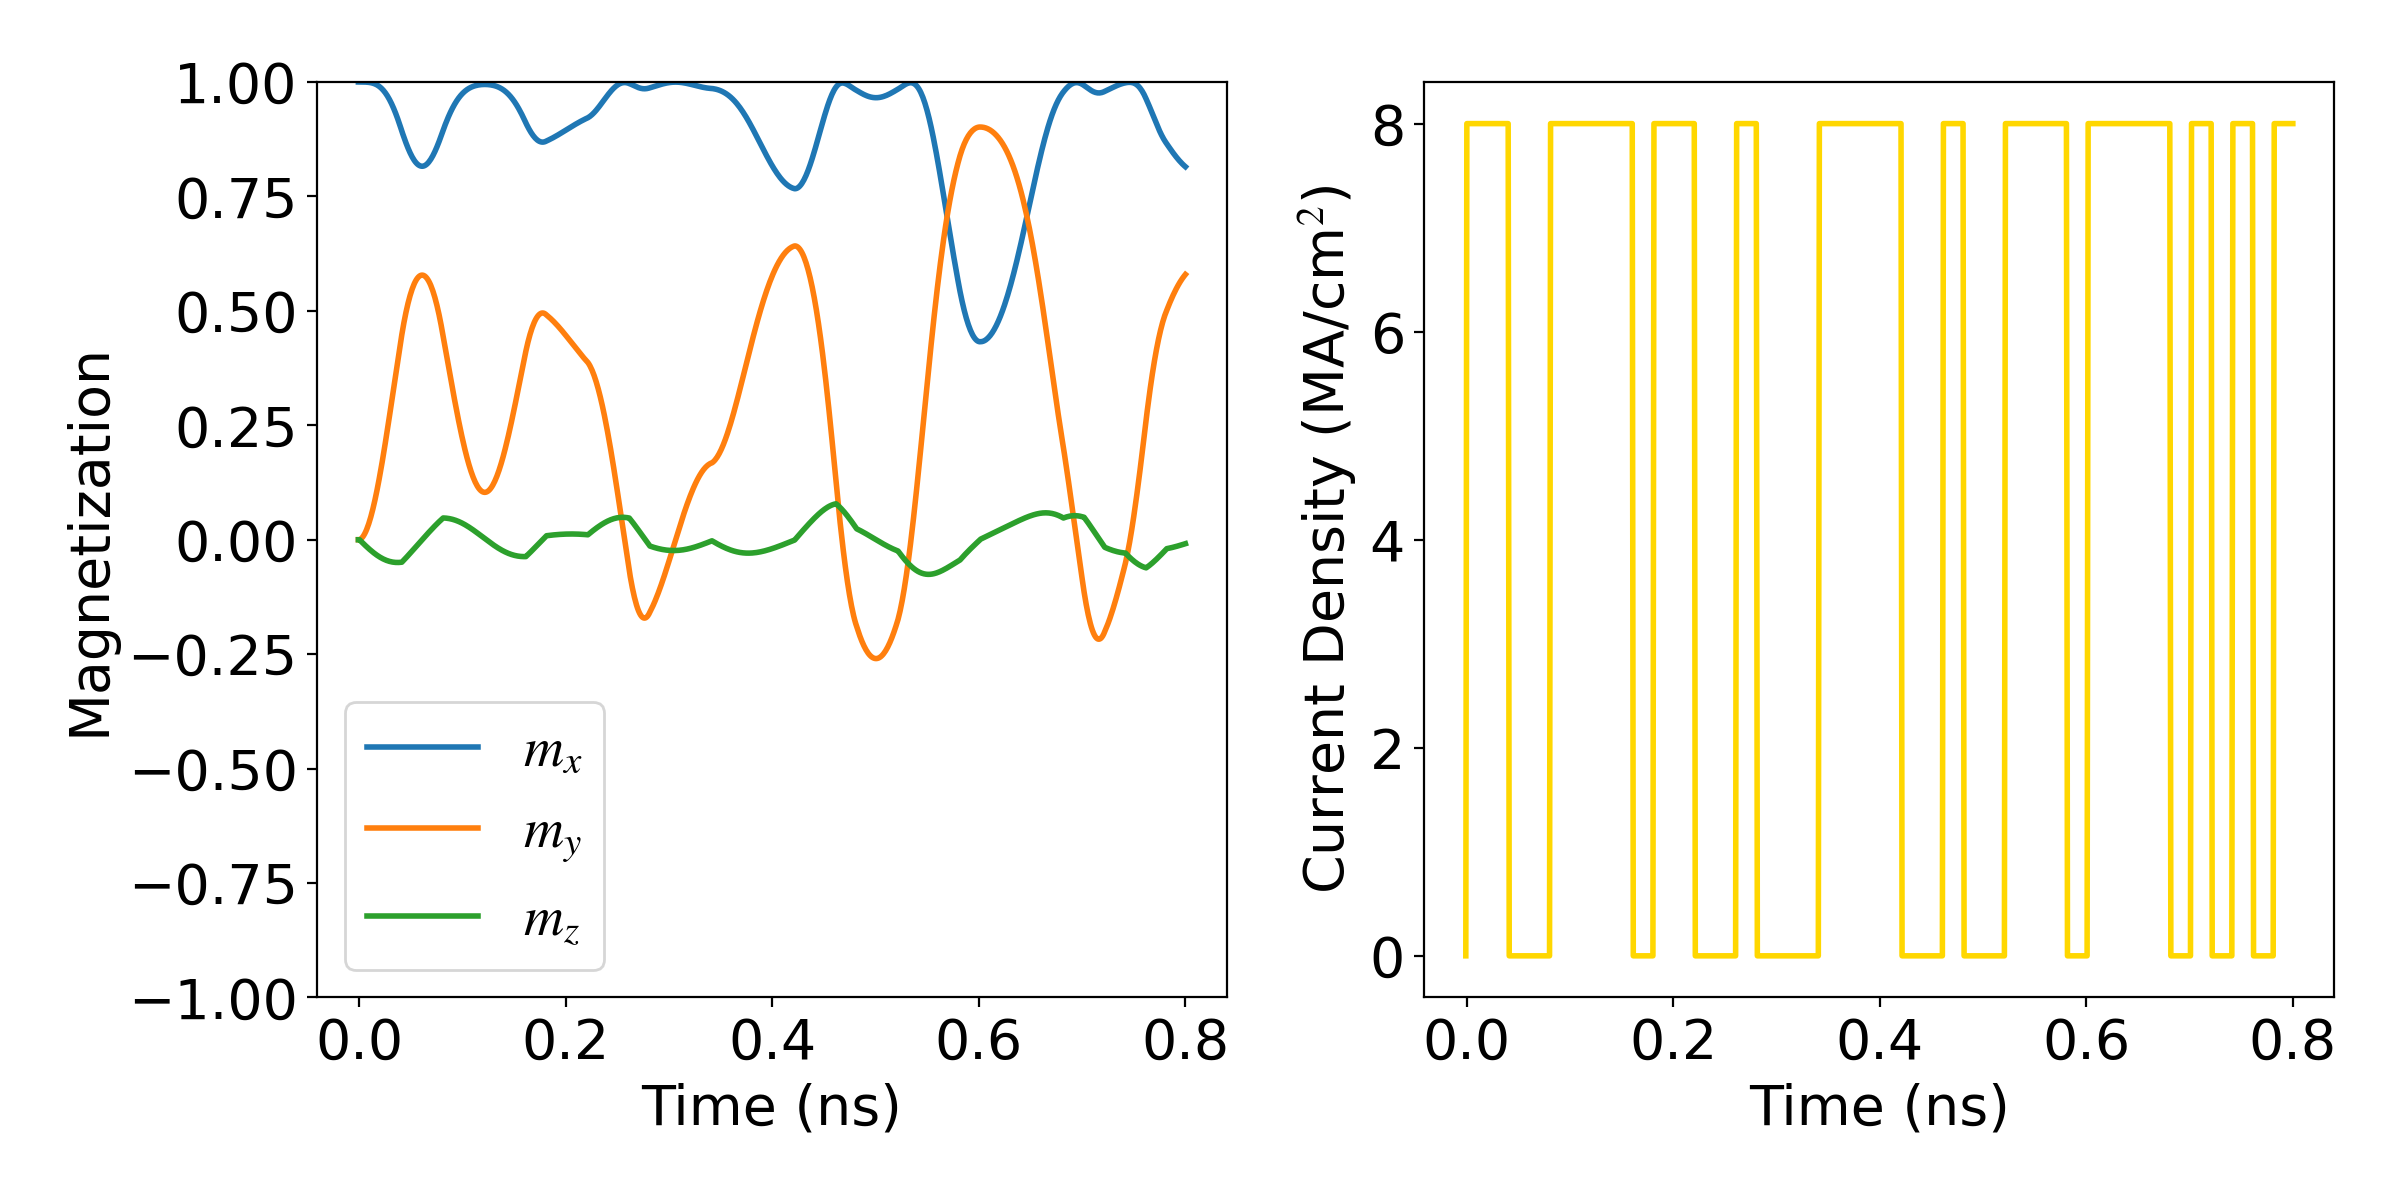 Magnetization
1.00
0.75
0.50
0.25
0.00
−0.25
−0.50
−0.75
−1.00
0.0 0.2 0.4 0.6 0.8
Time (ns)
m_x
m_y
m_z
Current Density (MA/cm²)
8
6
4
2
0
0.0 0.2 0.4 0.6 0.8
Time (ns)